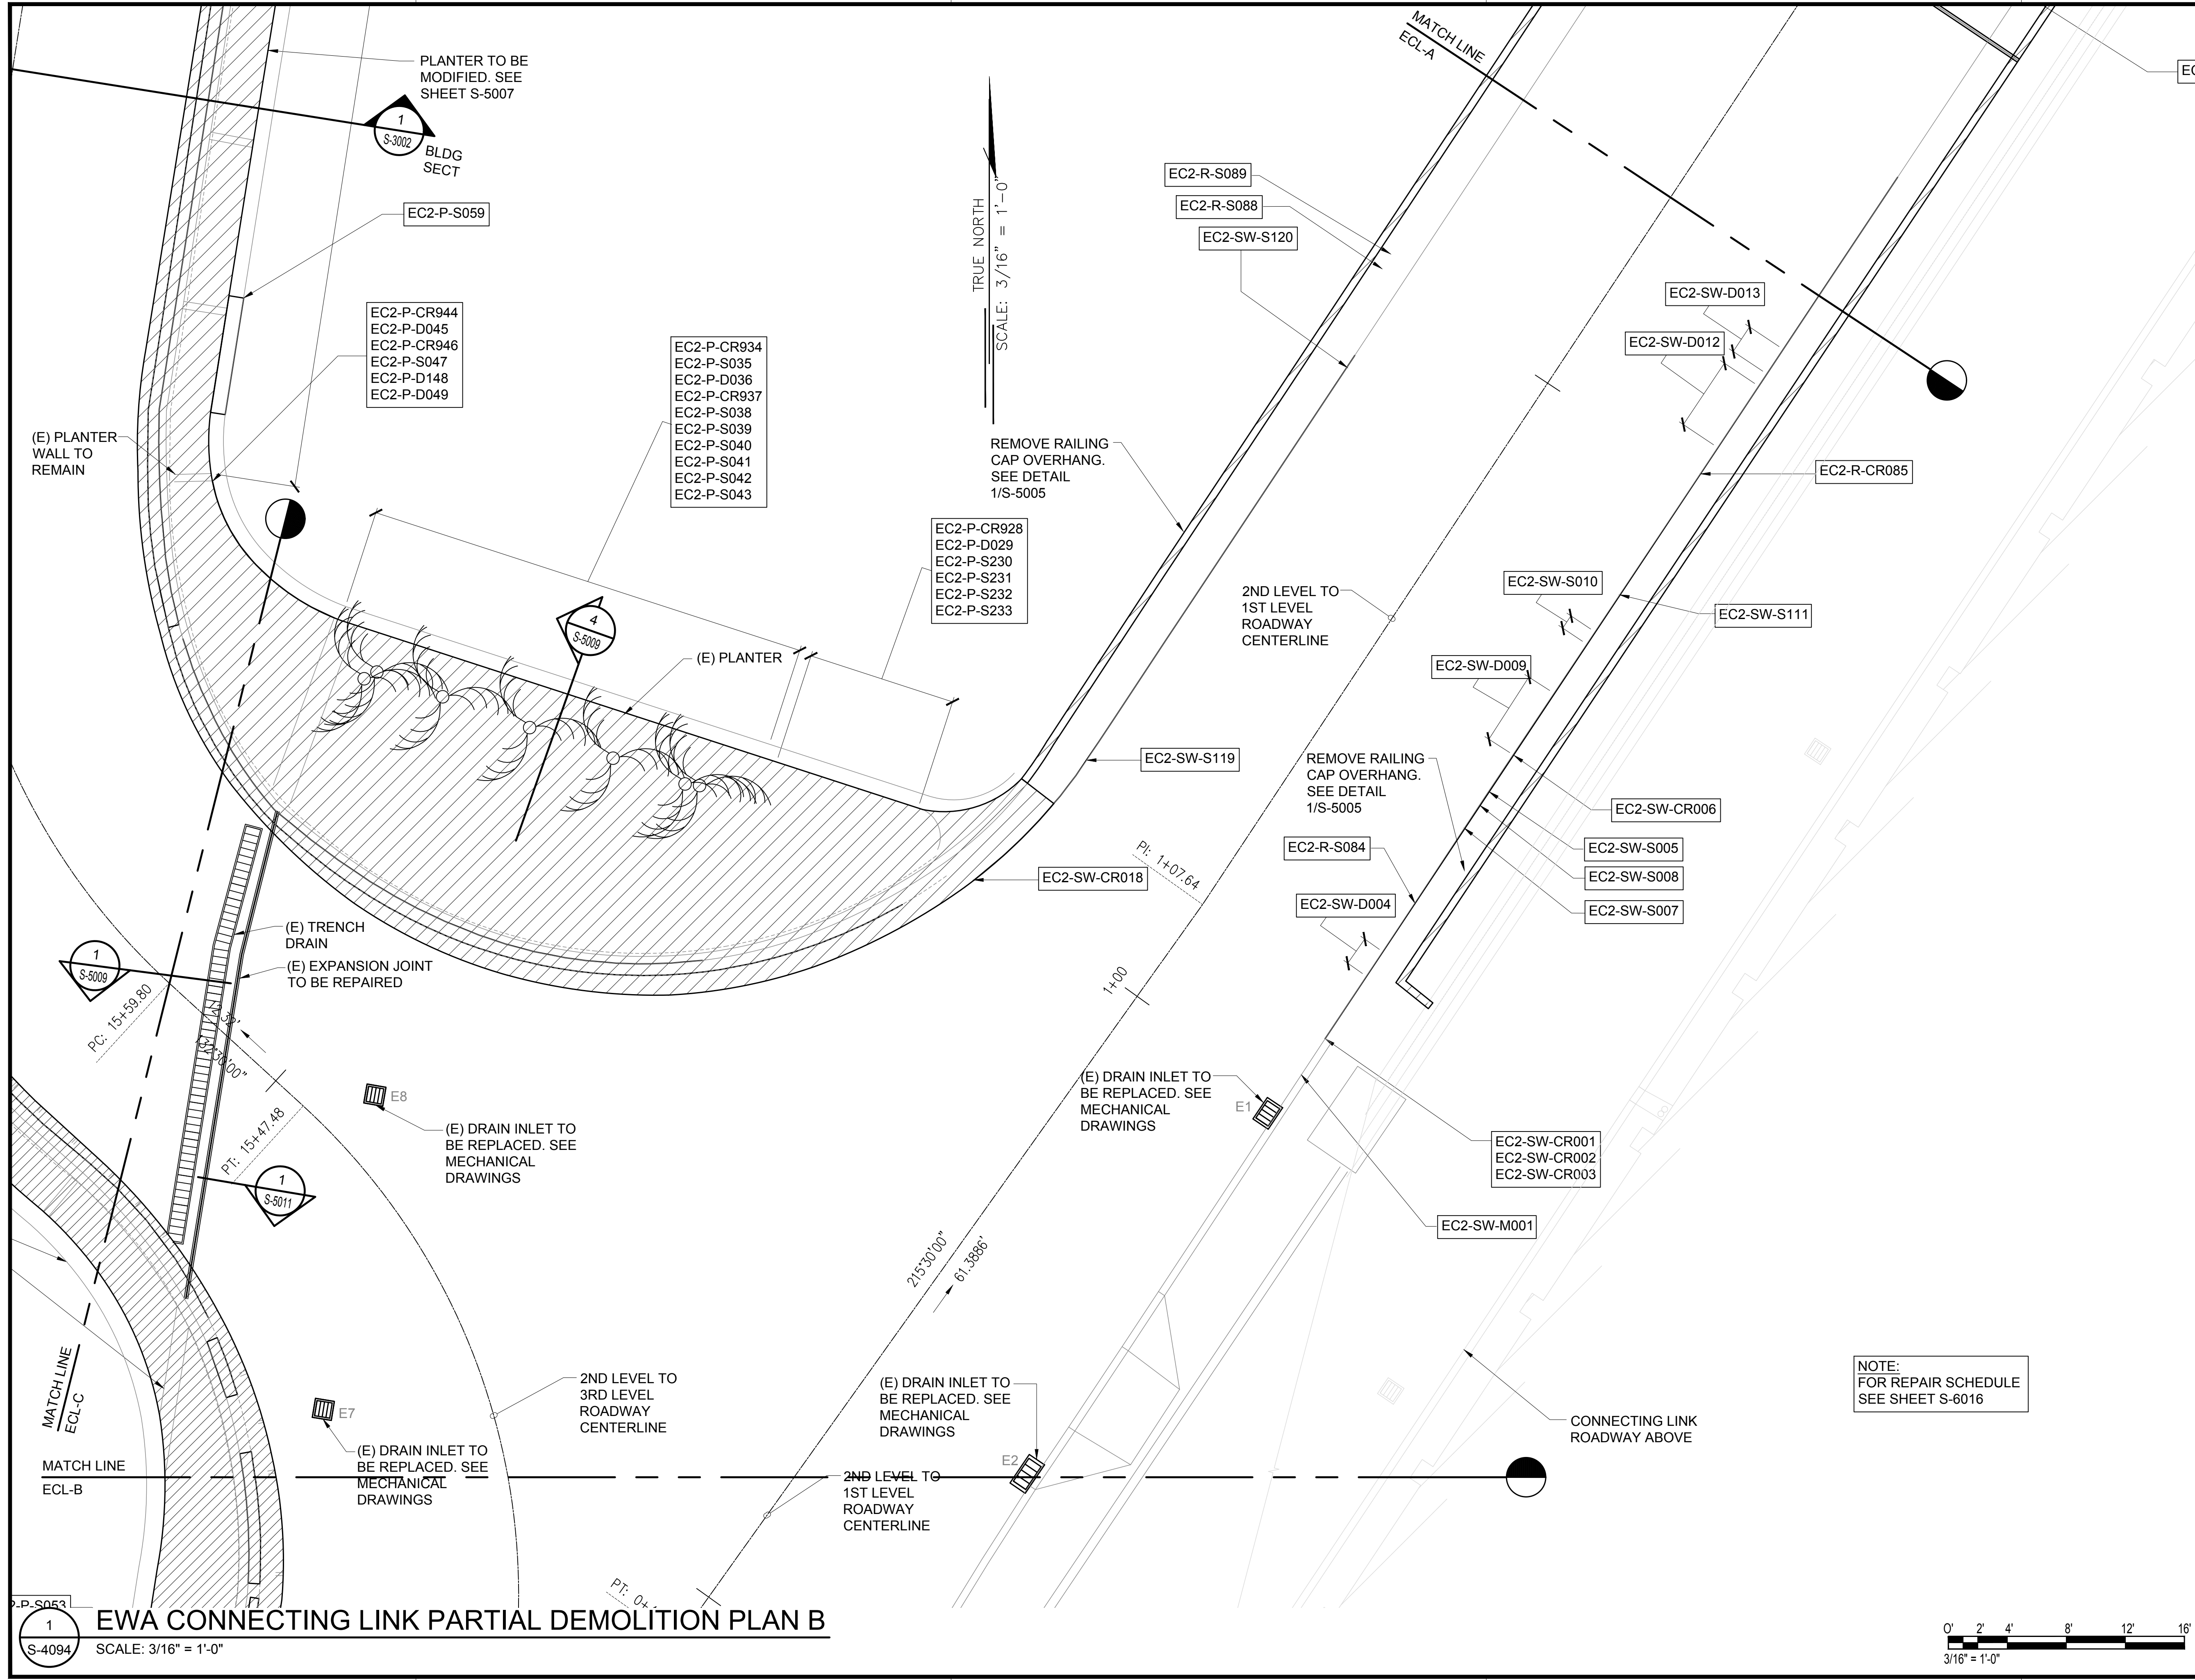 PLANTER TO BE
MODIFIED. SEE
SHEET S-5007
1
S-3002
BLDG
SECT
EC2-P-S059
EC2-P-CR944
EC2-P-D045
EC2-P-CR946
EC2-P-S047
EC2-P-D148
EC2-P-D049
(E) PLANTER
WALL TO
REMAIN
EC2-P-CR934
EC2-P-S035
EC2-P-D036
EC2-P-CR937
EC2-P-S038
EC2-P-S039
EC2-P-S040
EC2-P-S041
EC2-P-S042
EC2-P-S043
TRUE NORTH
SCALE: 3/16" = 1'-0"
REMOVE RAILING
CAP OVERHANG.
SEE DETAIL
1/S-5005
EC2-P-CR928
EC2-P-D029
EC2-P-S230
EC2-P-S231
EC2-P-S232
EC2-P-S233
4
S-5009
(E) PLANTER
MATCH LINE
ECL-A
EC2-R-S089
EC2-R-S088
EC2-SW-S120
EC2-SW-D013
EC2-SW-D012
EC2-R-CR085
EC2-SW-S010
EC2-SW-S111
2ND LEVEL TO
1ST LEVEL
ROADWAY
CENTERLINE
EC2-SW-D009
EC2-SW-S119
REMOVE RAILING
CAP OVERHANG.
SEE DETAIL
1/S-5005
EC2-SW-CR006
EC2-SW-S005
EC2-SW-S008
EC2-SW-S007
EC2-R-S084
PI: 1+07.64
EC2-SW-CR018
EC2-SW-D004
(E) TRENCH
DRAIN
(E) EXPANSION JOINT
TO BE REPAIRED
1
S-5009
PC: 15+59.80
12.32'
132°30'00"
1+00
E8
(E) DRAIN INLET TO
BE REPLACED. SEE
MECHANICAL
DRAWINGS
(E) DRAIN INLET TO
BE REPLACED. SEE
MECHANICAL
DRAWINGS
E1
PT: 15+47.48
1
S-5011
EC2-SW-CR001
EC2-SW-CR002
EC2-SW-CR003
EC2-SW-M001
215°30'00"
61.3886'
MATCH LINE
ECL-C
E7
(E) DRAIN INLET TO
BE REPLACED. SEE
MECHANICAL
DRAWINGS
2ND LEVEL TO
3RD LEVEL
ROADWAY
CENTERLINE
(E) DRAIN INLET TO
BE REPLACED. SEE
MECHANICAL
DRAWINGS
E2
NOTE:
FOR REPAIR SCHEDULE
SEE SHEET S-6016
CONNECTING LINK
ROADWAY ABOVE
MATCH LINE
ECL-B
2ND LEVEL TO
1ST LEVEL
ROADWAY
CENTERLINE
PT: 0+
2-P-S053
1
S-4094
EWA CONNECTING LINK PARTIAL DEMOLITION PLAN B
SCALE: 3/16" = 1'-0"
0' 2' 4' 8' 12' 16'
3/16" = 1'-0"